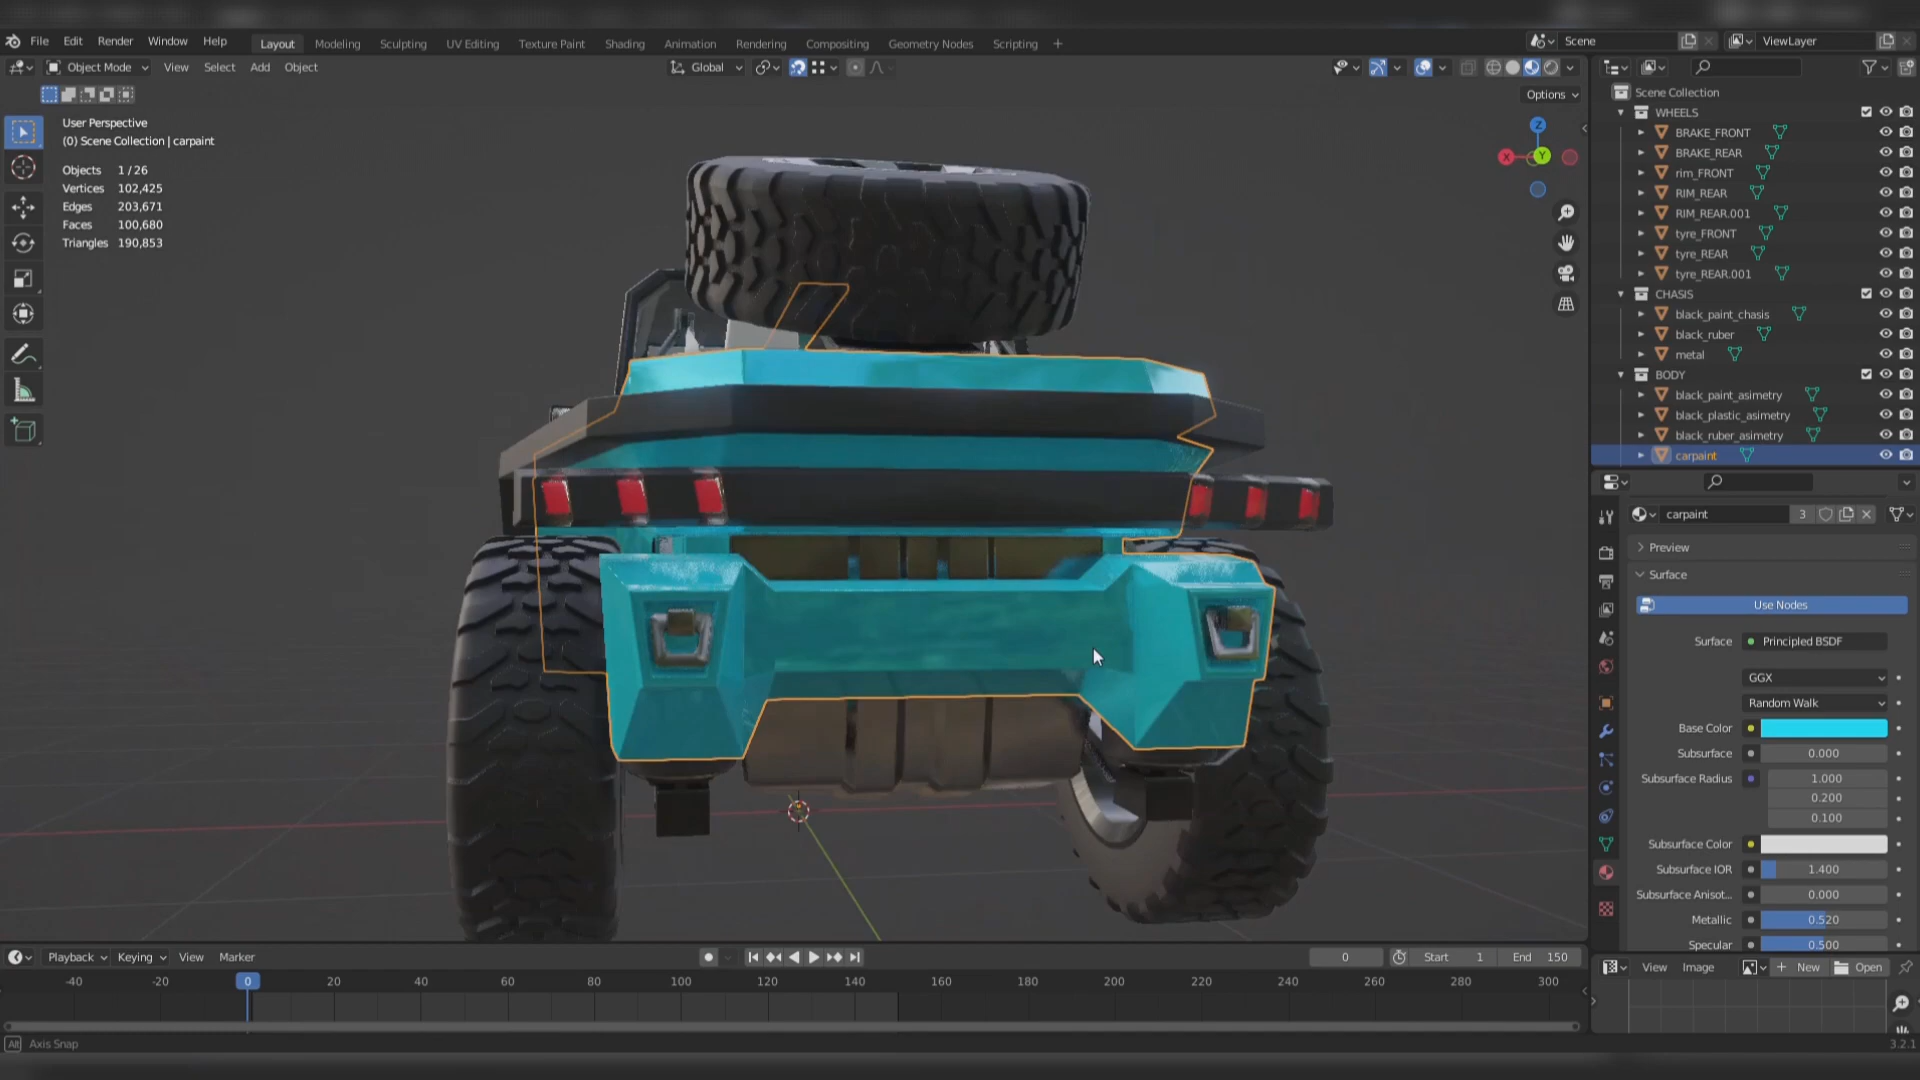 File Edit Render Window Help Layout Modeling Sculpting UV Editing Texture Paint Shading Animation Rendering Compositing Geometry Nodes Scripting + Scene ViewLayer
Object Mode View Select Add Object Global
Options
User Perspective
(0) Scene Collection | carpaint
Objects 1 / 26
Vertices 102,425
Edges 203,671
Faces 100,680
Triangles 190,853
Z
X
Y
Scene Collection
WHEELS
BRAKE_FRONT
BRAKE_REAR
rim_FRONT
RIM_REAR
RIM_REAR.001
tyre_FRONT
tyre_REAR
tyre_REAR.001
CHASIS
black_paint_chasis
black_ruber
metal
BODY
black_paint_asimetry
black_plastic_asimetry
black_ruber_asimetry
carpaint
carpaint 3
Preview
Surface
Use Nodes
Surface Principled BSDF
GGX
Random Walk
Base Color
Subsurface 0.000
Subsurface Radius 1.000
0.200
0.100
Subsurface Color
Subsurface IOR 1.400
Subsurface Anisot... 0.000
Metallic 0.520
Specular 0.500
Playback Keying View Marker 0 Start 1 End 150
-40 -20 0 20 40 60 80 100 120 140 160 180 200 220 240 260 280 300
View Image + New Open
Alt Axis Snap
3.2.1